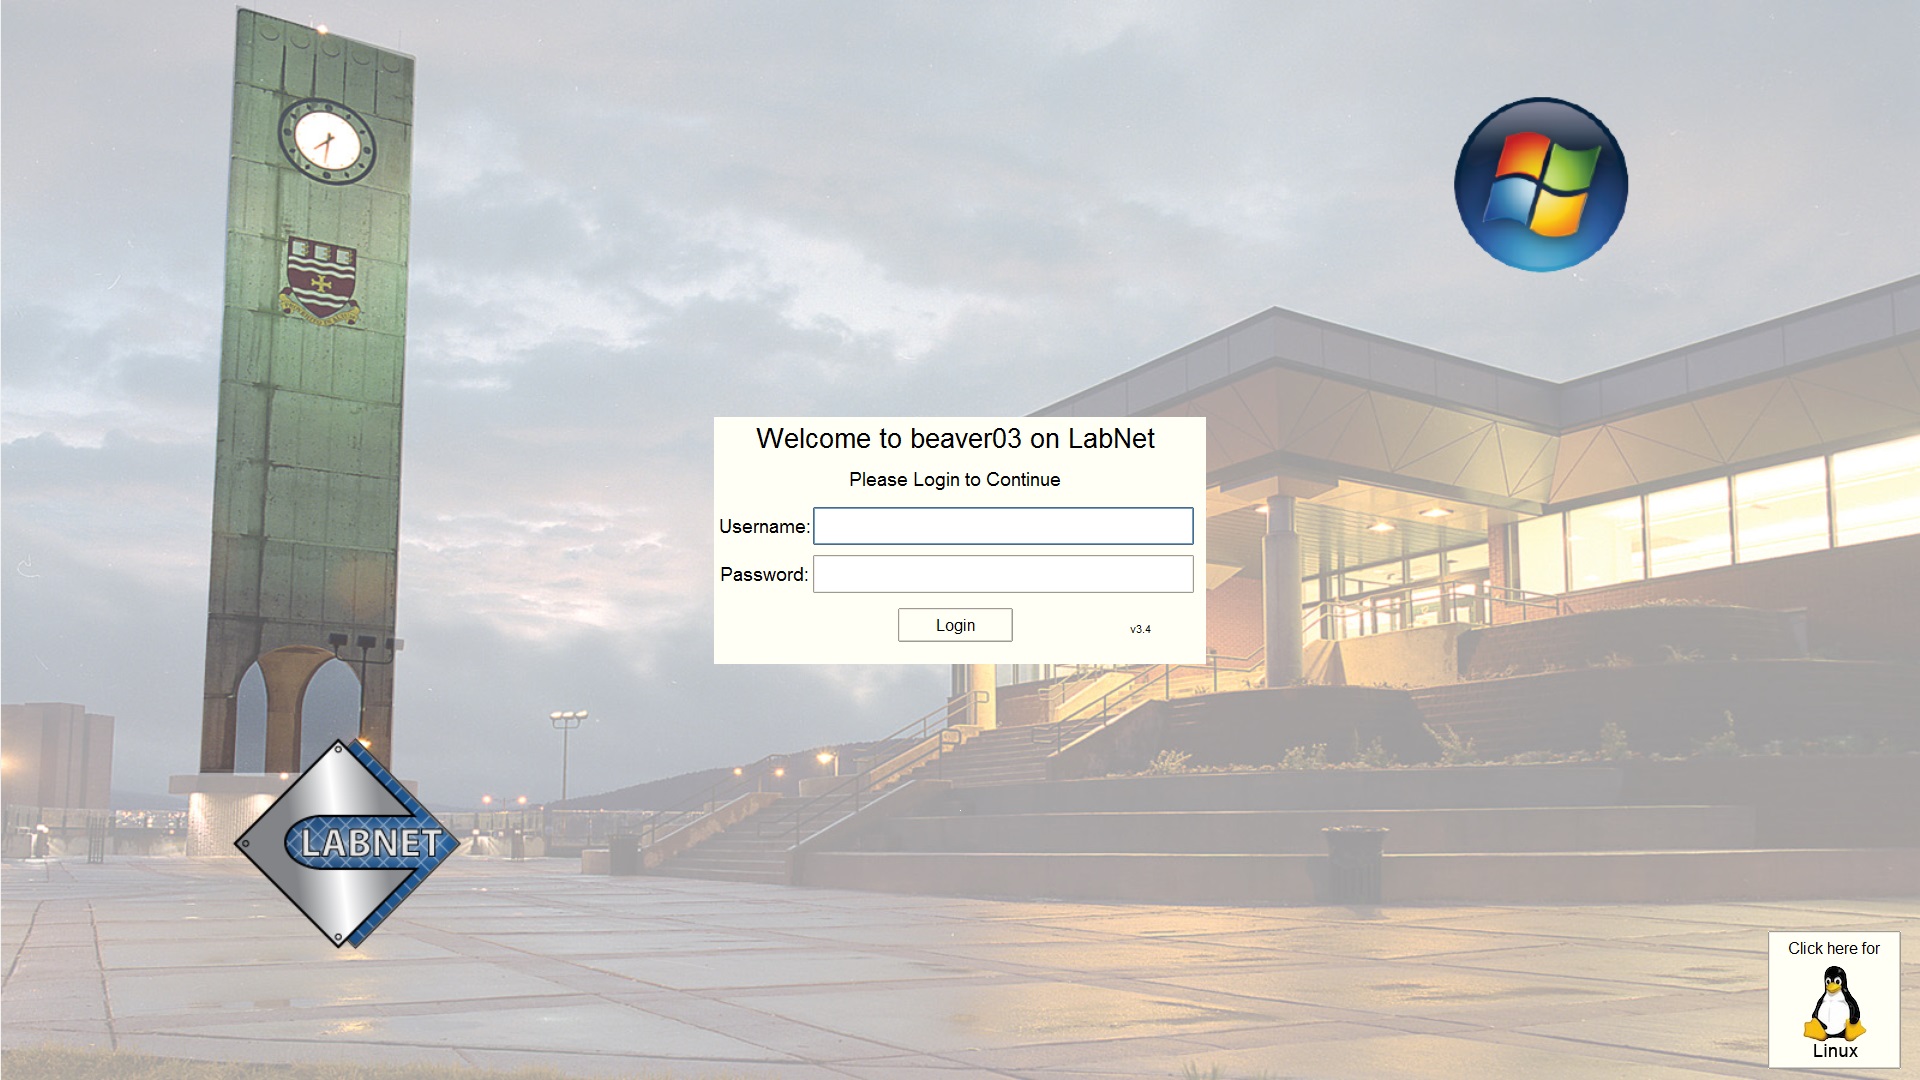 Welcome to beaver03 on LabNet
Please Login to Continue
Username:
Password:
Login
v3.4
LABNET
Click here for
Linux